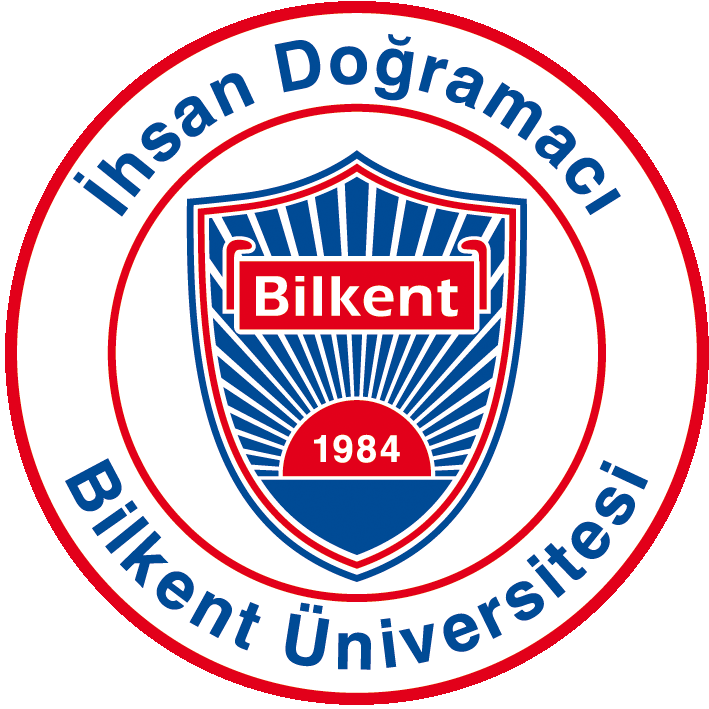 İhsan Doğramacı
Bilkent
1984
Bilkent Üniversitesi